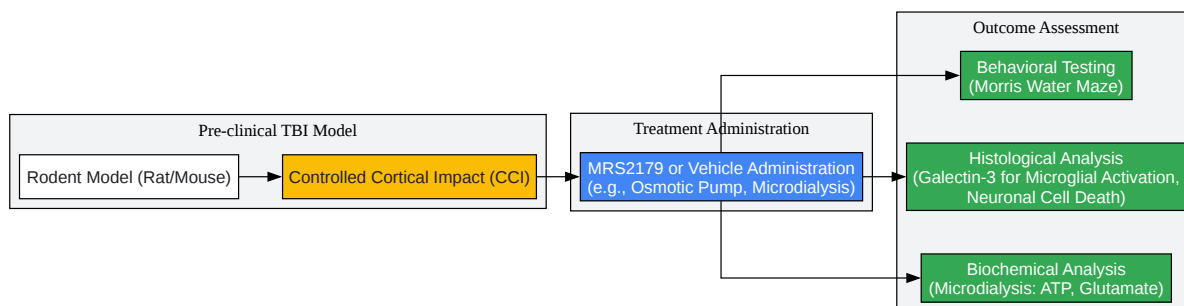 Pre-clinical TBI Model
Rodent Model (Rat/Mouse)
Controlled Cortical Impact (CCI)
Treatment Administration
MRS2179 or Vehicle Administration
(e.g., Osmotic Pump, Microdialysis)
Outcome Assessment
Behavioral Testing
(Morris Water Maze)
Histological Analysis
(Galectin-3 for Microglial Activation,
Neuronal Cell Death)
Biochemical Analysis
(Microdialysis: ATP, Glutamate)